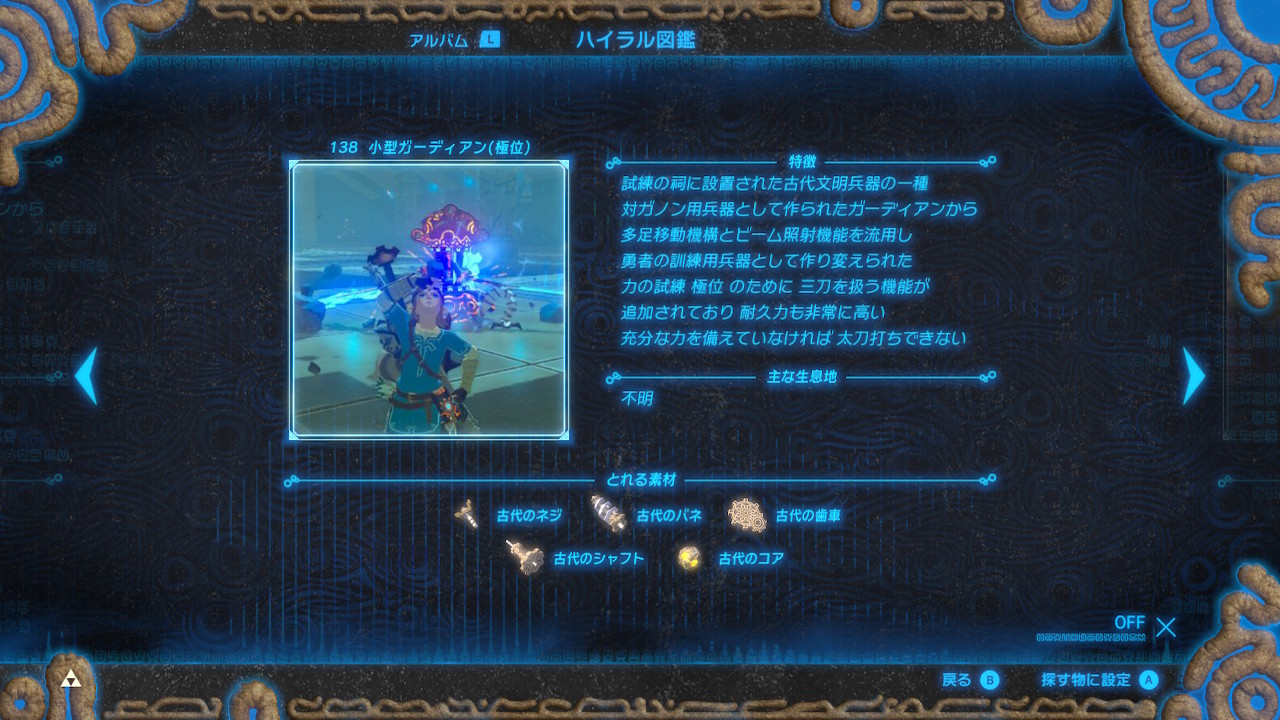 アルバム L
ハイラル図鑑
138 小型ガーディアン(極位)
特徴
試練の祠に設置された古代文明兵器の一種
対ガノン用兵器として作られたガーディアンから
多足移動機構とビーム照射機能を流用し
勇者の訓練用兵器として作り変えられた
力の試練 極位 のために 三刀を扱う機能が
追加されており 耐久力も非常に高い
充分な力を備えていなければ 太刀打ちできない
主な生息地
不明
とれる素材
古代のネジ 古代のバネ 古代の歯車
古代のシャフト 古代のコア
OFF
戻る B 探す物に設定 A